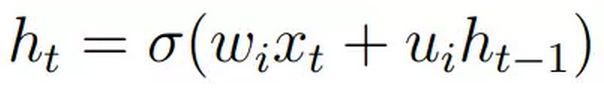 h_t = σ(w_i x_t + u_i h_{t−1})